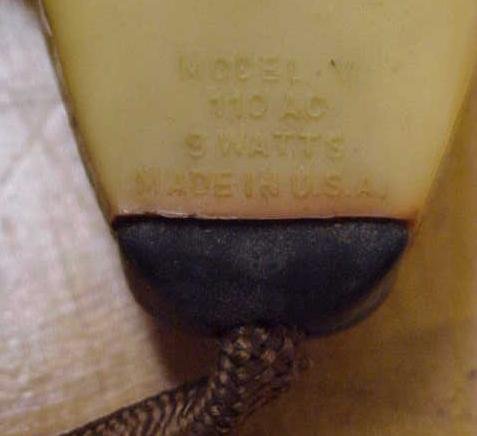 MODEL V
110 AC
9 WATTS
MADE IN U.S.A.